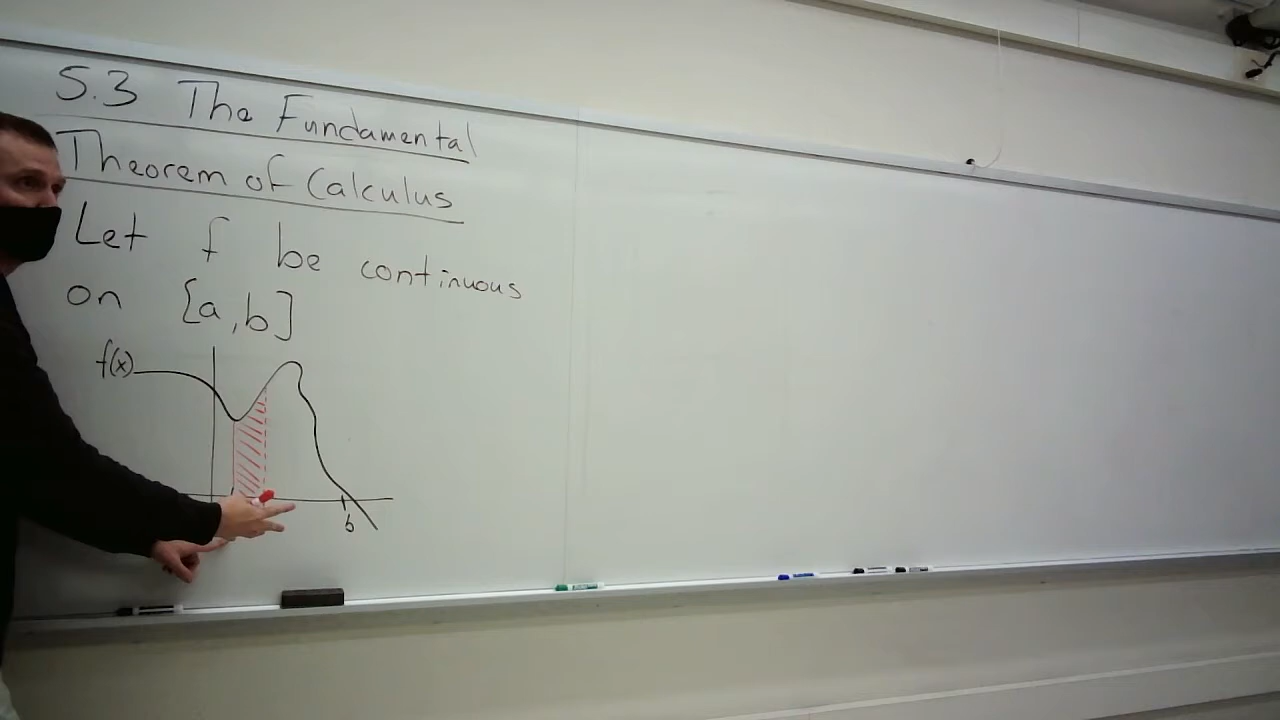 5.3 The Fundamental
Theorem of Calculus
Let f be continuous
on [a,b]
f(x)
b